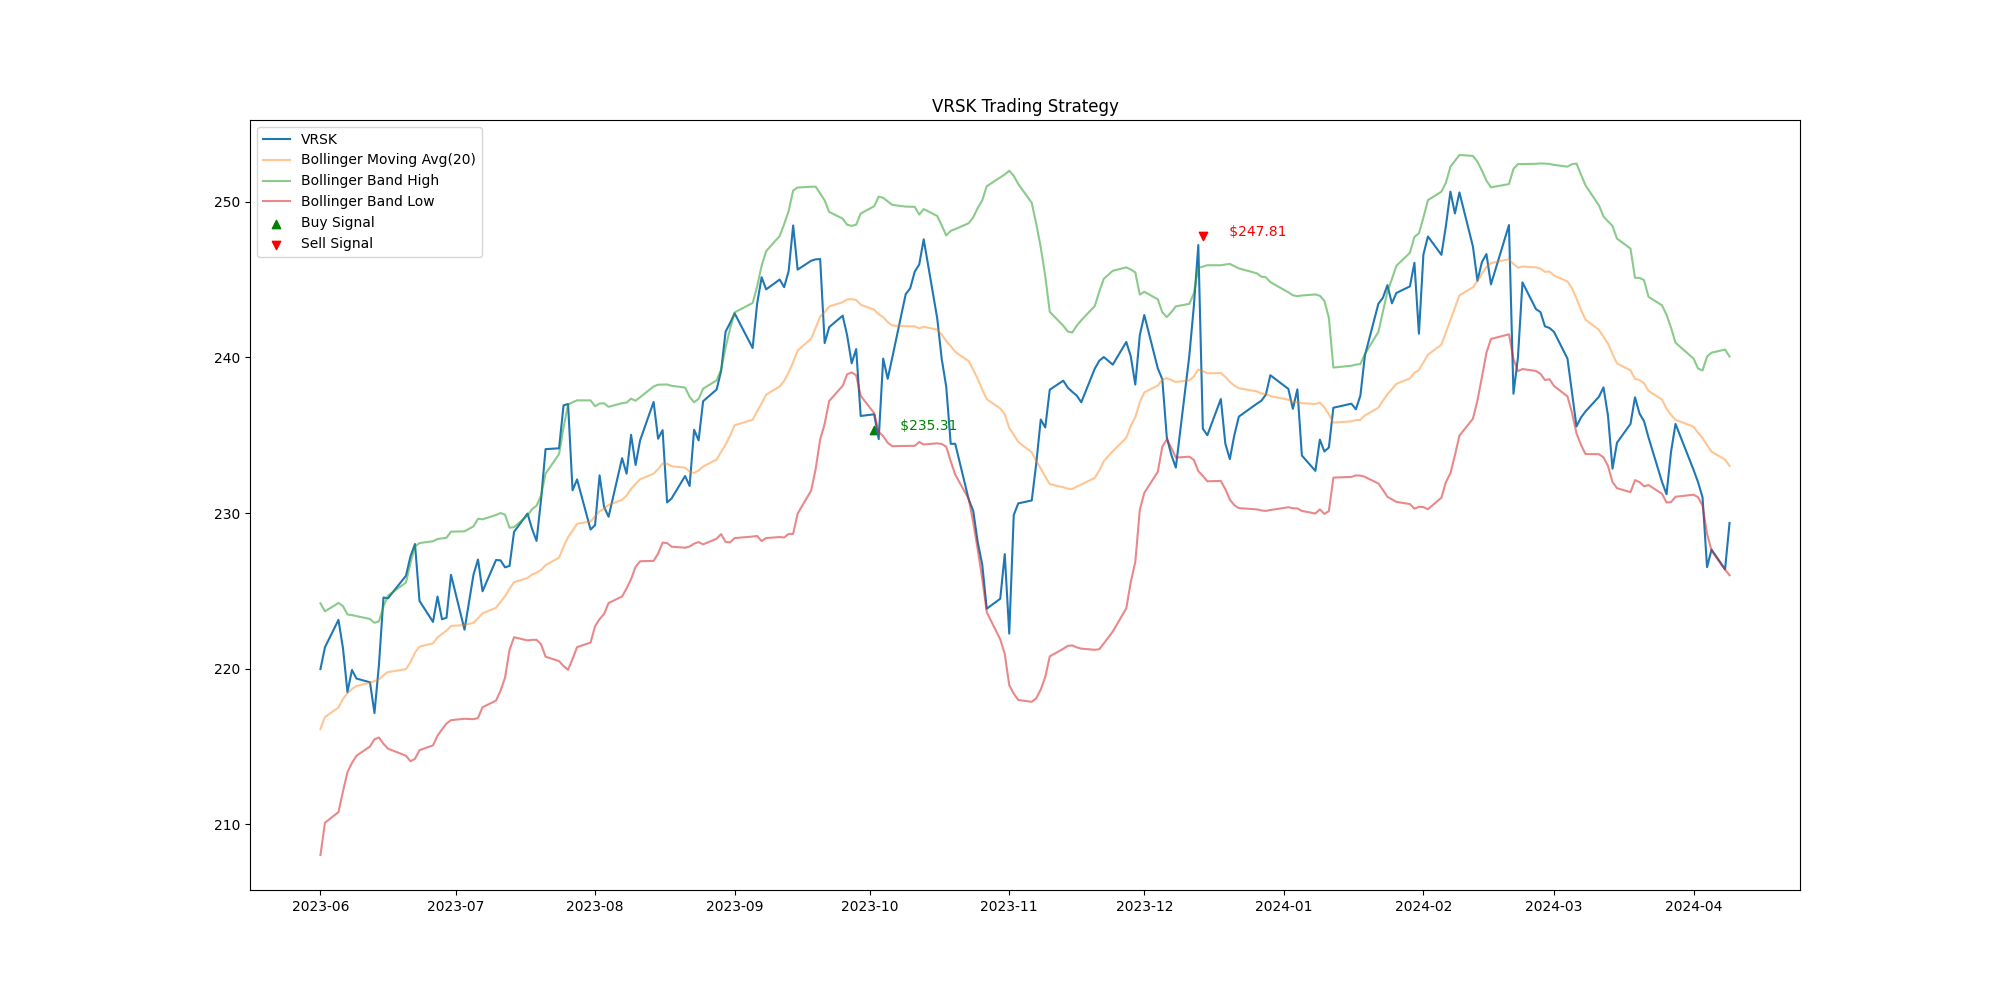 VRSK Trading Strategy
VRSK
Bollinger Moving Avg(20)
Bollinger Band High
Bollinger Band Low
Buy Signal
Sell Signal
250
240
230
220
210
$247.81
$235.31
2023-06 2023-07 2023-08 2023-09 2023-10 2023-11 2023-12 2024-01 2024-02 2024-03 2024-04